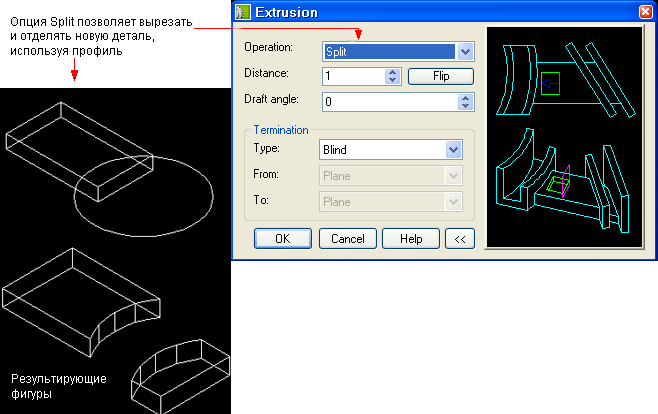 Опция Split позволяет вырезать
и отделять новую деталь,
используя профиль
Результирующие
фигуры
Extrusion
Operation:
Split
Distance:
1
Flip
Draft angle:
0
Termination
Type:
Blind
From:
Plane
To:
Plane
OK
Cancel
Help
<<